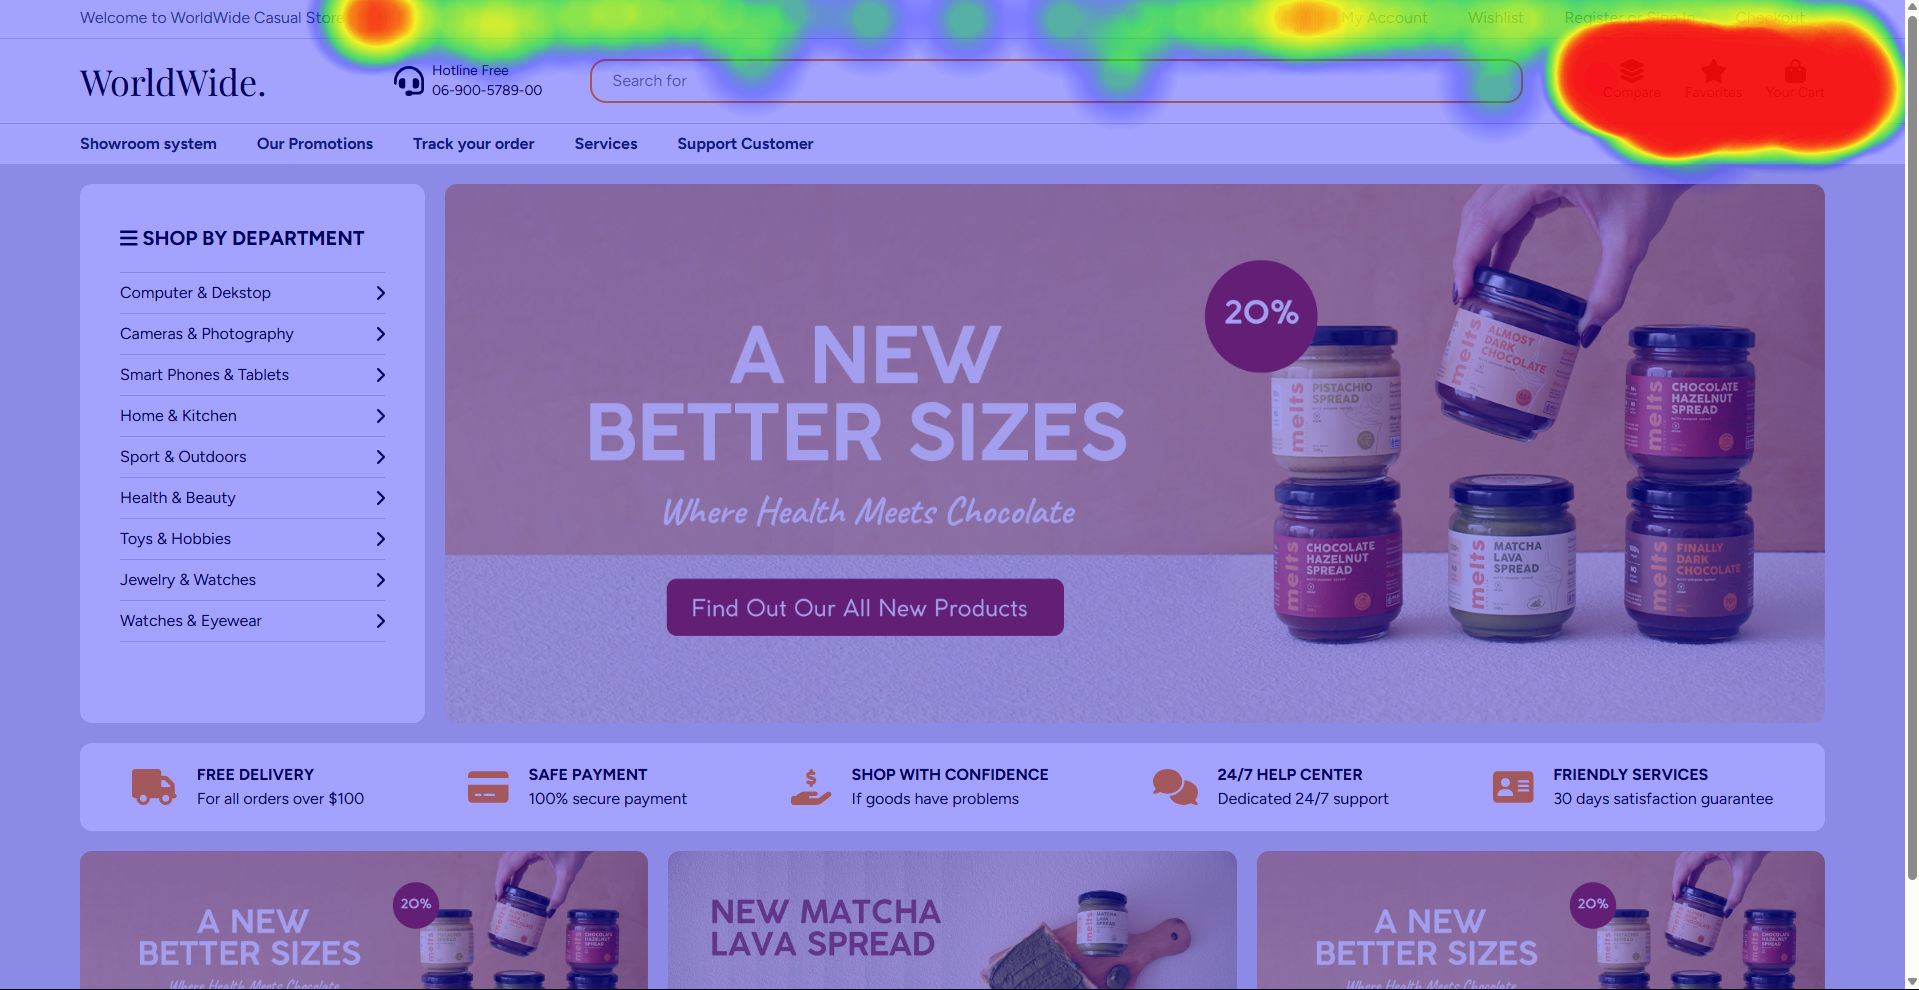 Welcome to WorldWide Casual Store
My Account
Wishlist
Register or Sign In
Checkout
WorldWide.
Hotline Free
06-900-5789-00
Search for
Compare
Favorites
Your Cart
Showroom system
Our Promotions
Track your order
Services
Support Customer
SHOP BY DEPARTMENT
Computer & Dekstop
Cameras & Photography
Smart Phones & Tablets
Home & Kitchen
Sport & Outdoors
Health & Beauty
Toys & Hobbies
Jewelry & Watches
Watches & Eyewear
A NEW
BETTER SIZES
Where Health Meets Chocolate
Find Out Our All New Products
20%
melts
PISTACHIO
SPREAD
melts
ALMOST
DARK
CHOCOLATE
melts
CHOCOLATE
HAZELNUT
SPREAD
melts
CHOCOLATE
HAZELNUT
SPREAD
melts
MATCHA
LAVA
SPREAD
melts
FINALLY
DARK
CHOCOLATE
FREE DELIVERY
For all orders over $100
SAFE PAYMENT
100% secure payment
SHOP WITH CONFIDENCE
If goods have problems
24/7 HELP CENTER
Dedicated 24/7 support
FRIENDLY SERVICES
30 days satisfaction guarantee
A NEW
BETTER SIZES
Where Health Meets Chocolate
20%
NEW MATCHA
LAVA SPREAD
A NEW
BETTER SIZES
Where Health Meets Chocolate
20%